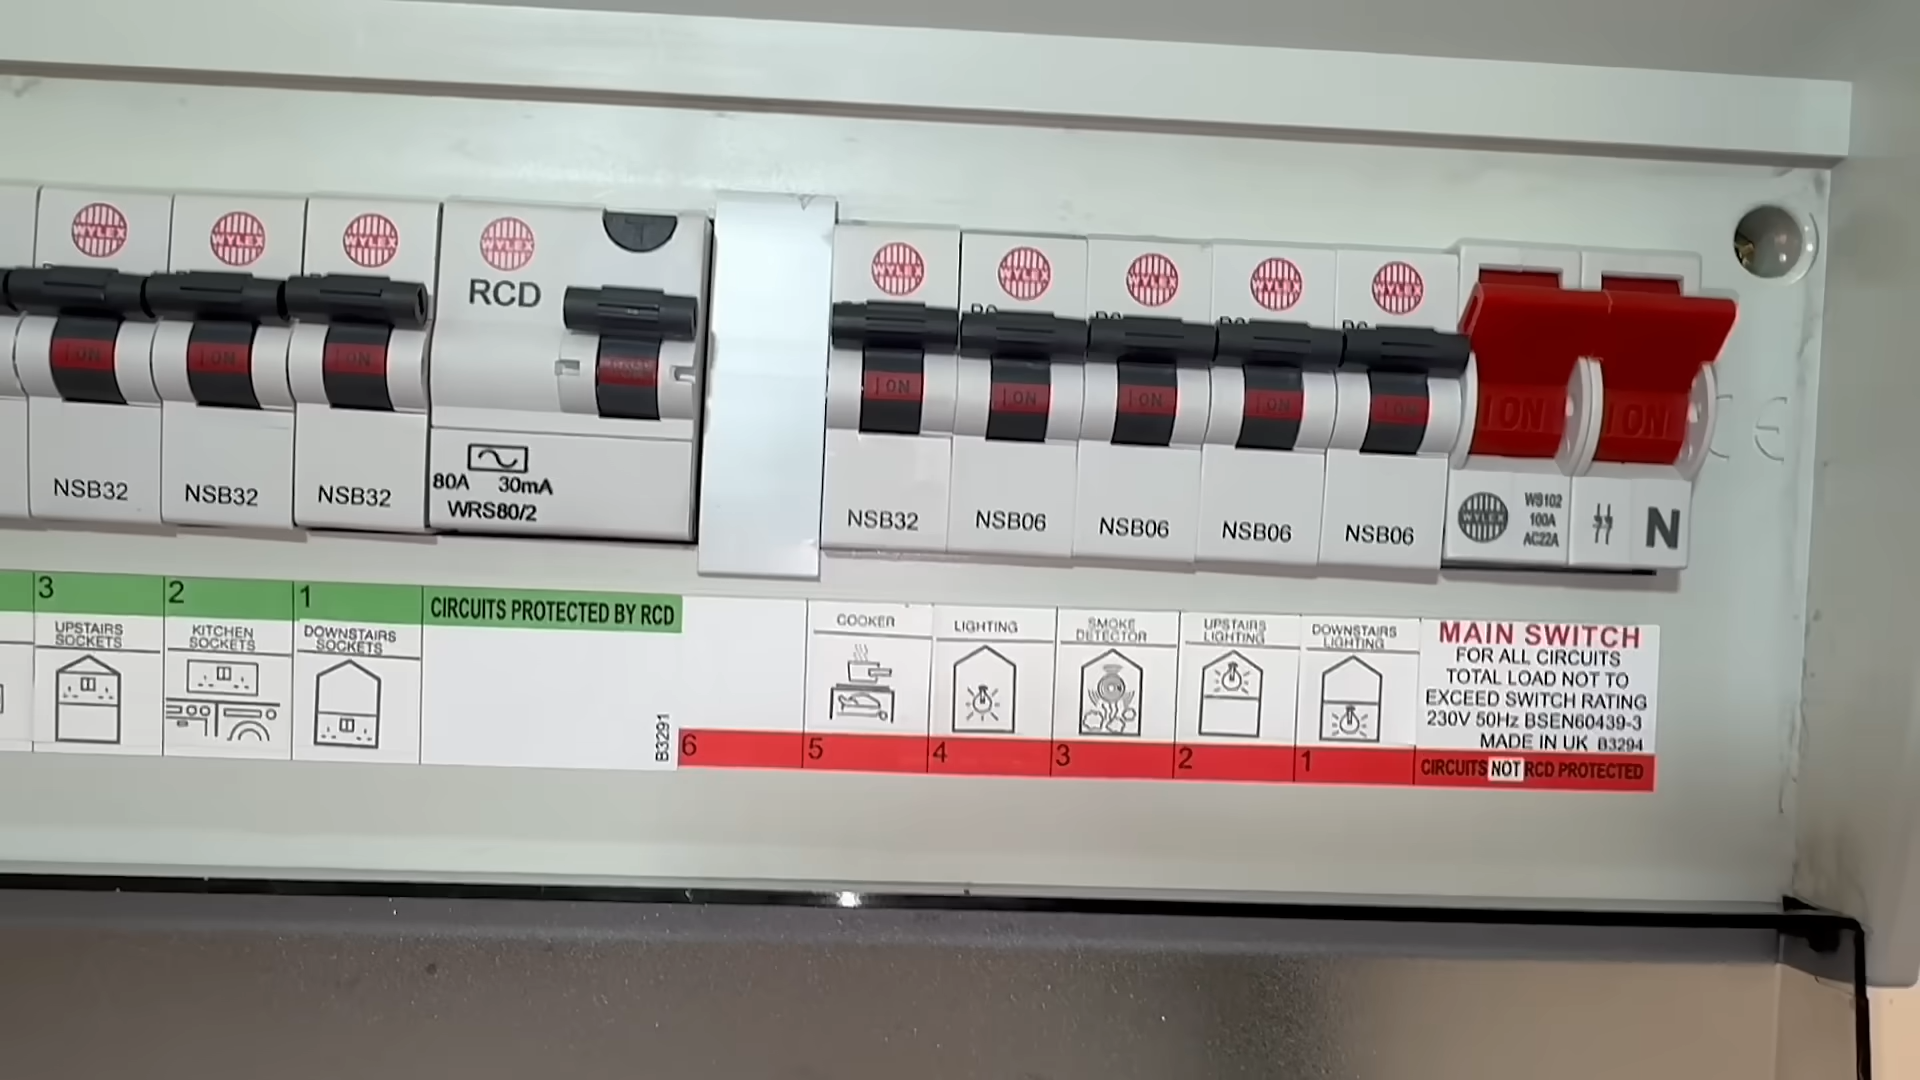 WYLEX
WYLEX
WYLEX
WYLEX
RCD
WYLEX
WYLEX
WYLEX
WYLEX
WYLEX
I ON
I ON
I ON
I ON
I ON
I ON
I ON
I ON
I ON
I ON
NSB32
NSB32
NSB32
80A 30mA
WRS80/2
NSB32
NSB06
NSB06
NSB06
NSB06
WYLEX
WS102
100A
AC22A
N
3
2
1
CIRCUITS PROTECTED BY RCD
UPSTAIRS
SOCKETS
KITCHEN
SOCKETS
DOWNSTAIRS
SOCKETS
B3291
COOKER
LIGHTING
SMOKE
DETECTOR
UPSTAIRS
LIGHTING
DOWNSTAIRS
LIGHTING
MAIN SWITCH
FOR ALL CIRCUITS
TOTAL LOAD NOT TO
EXCEED SWITCH RATING
230V 50Hz BSEN60439-3
MADE IN UK B3294
6
5
4
3
2
1
CIRCUITS NOT RCD PROTECTED